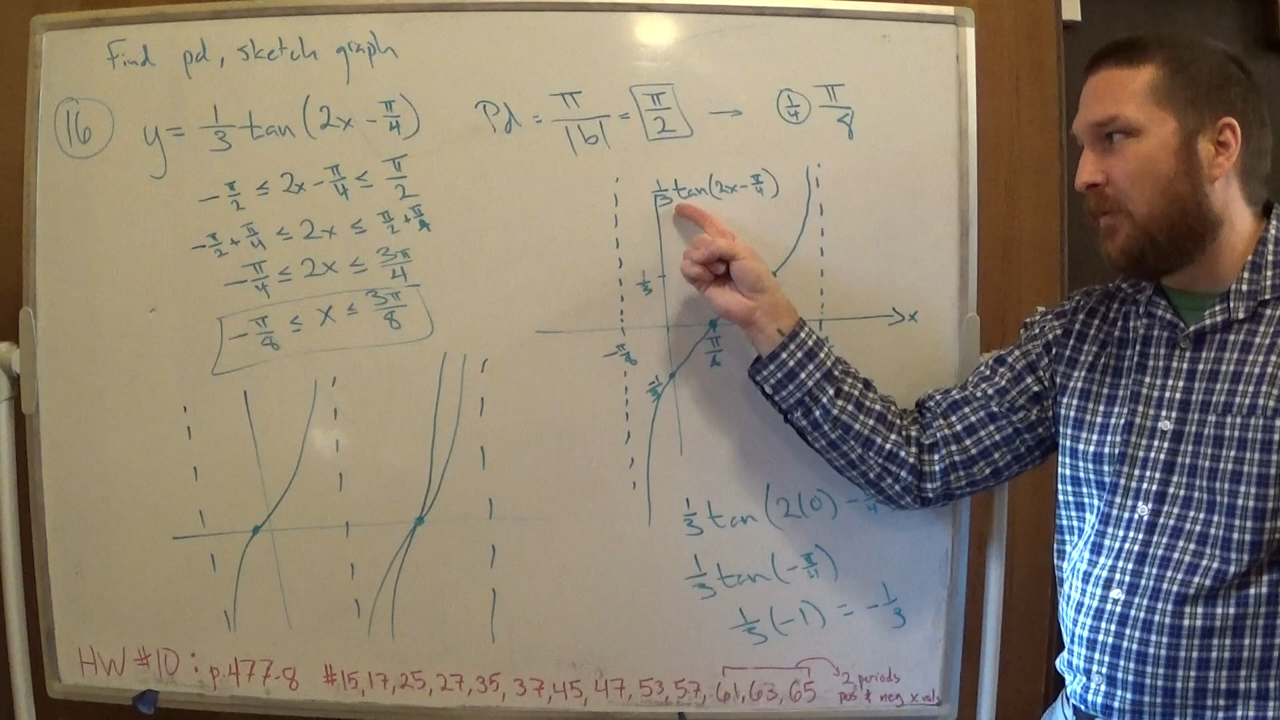 Find pd, sketch graph
16 y = 1/3 tan(2x - π/4) Pd = π/|b| = π/2 → 1/4 π/8
-π/2 ≤ 2x - π/4 ≤ π/2
-π/2 + π/4 ≤ 2x ≤ π/2 + π/4
-π/4 ≤ 2x ≤ 3π/4
-π/8 ≤ x ≤ 3π/8
1/3 tan(2x - π/4)
1/3
x
-π/8
π/8
-1/3
1/3 tan(2(0) -
1/3 tan(-π/4)
1/3 (-1) = -1/3
HW #10: p.477-8 #15,17,25,27,35,37,45,47,53,57,61,63,65 2 periods
pos & neg x vals